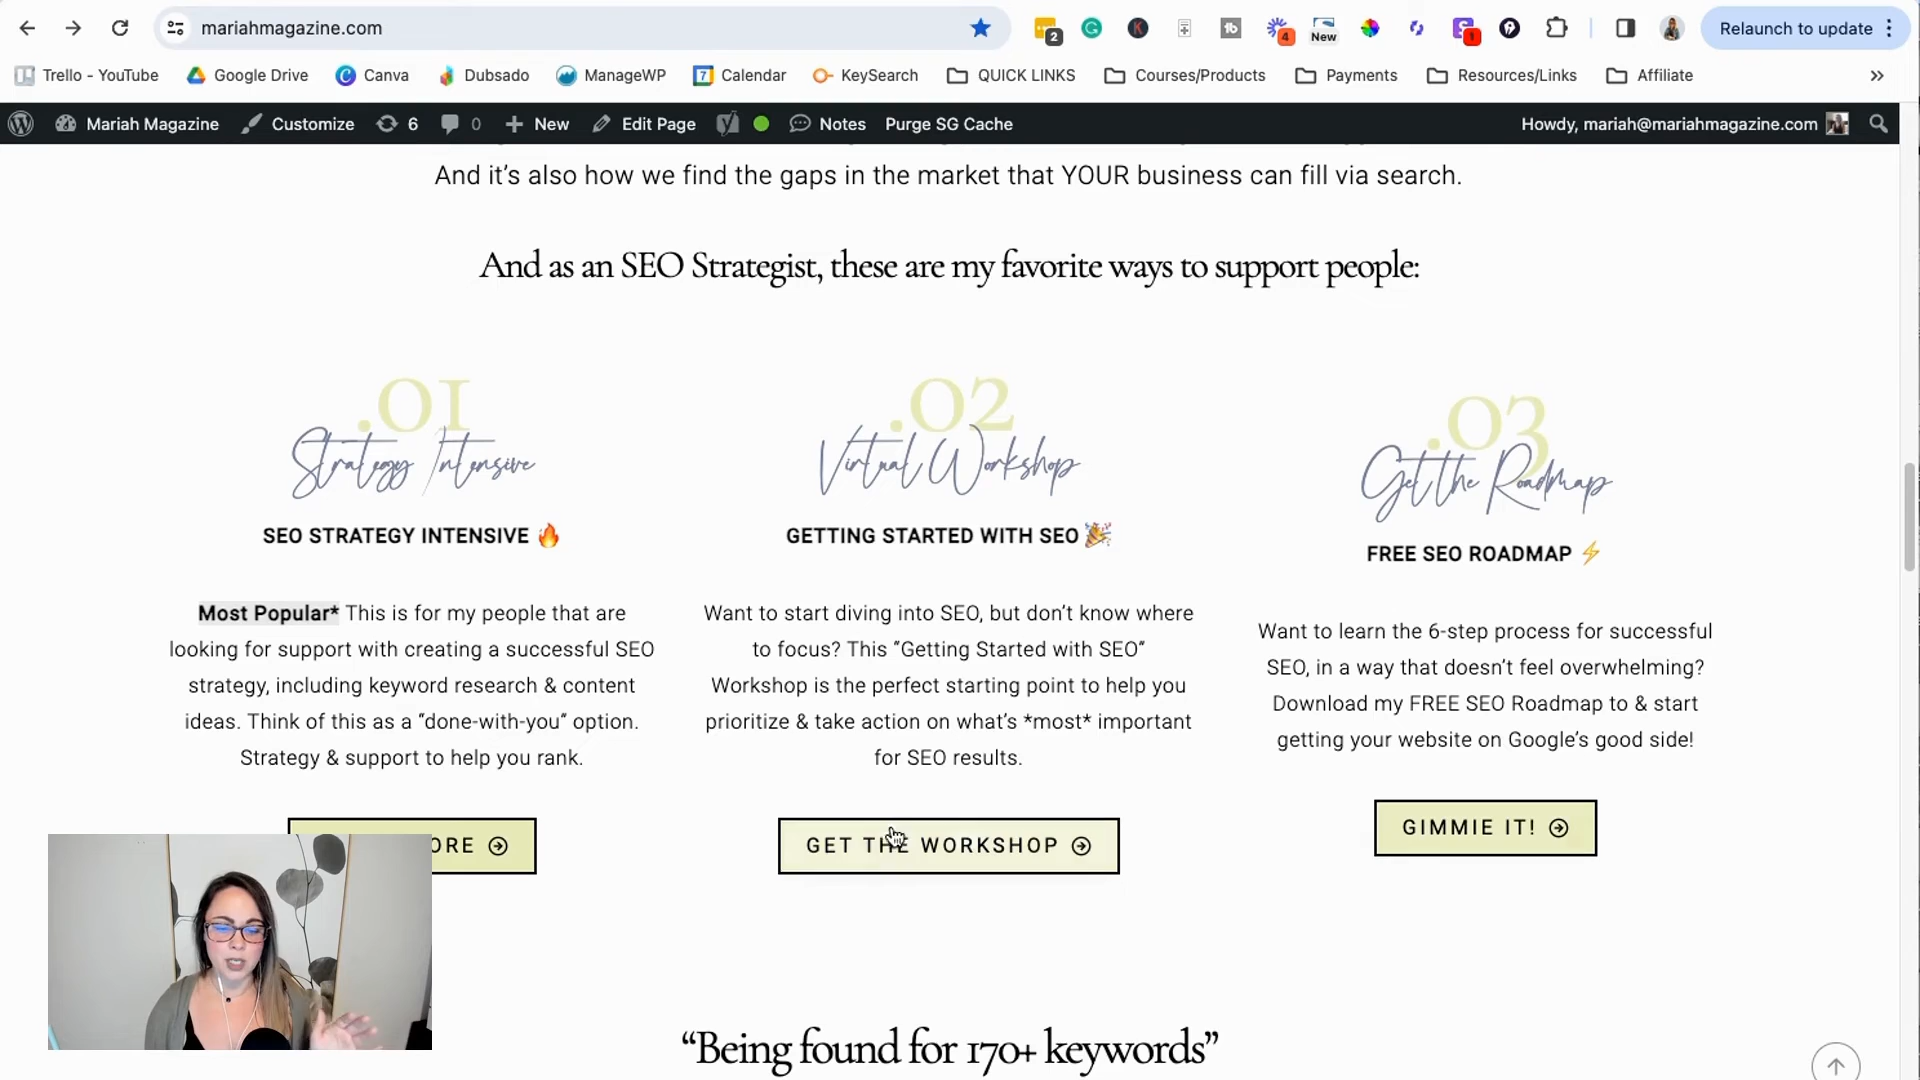 mariahmagazine.com
2
4
New
1
Relaunch to update
Trello - YouTube
Google Drive
Canva
Dubsado
ManageWP
7
Calendar
KeySearch
QUICK LINKS
Courses/Products
Payments
Resources/Links
Affiliate
»
Mariah Magazine
Customize
6
0
New
Edit Page
Notes
Purge SG Cache
Howdy, mariah@mariahmagazine.com
And it's also how we find the gaps in the market that YOUR business can fill via search.
And as an SEO Strategist, these are my favorite ways to support people:
.01
Strategy Intensive
SEO STRATEGY INTENSIVE 🔥
Most Popular* This is for my people that are
looking for support with creating a successful SEO
strategy, including keyword research & content
ideas. Think of this as a "done-with-you" option.
Strategy & support to help you rank.
ORE
.02
Virtual Workshop
GETTING STARTED WITH SEO 🎉
Want to start diving into SEO, but don't know where
to focus? This "Getting Started with SEO"
Workshop is the perfect starting point to help you
prioritize & take action on what's *most* important
for SEO results.
GET THE WORKSHOP
.03
Get the Roadmap
FREE SEO ROADMAP ⚡
Want to learn the 6-step process for successful
SEO, in a way that doesn't feel overwhelming?
Download my FREE SEO Roadmap to & start
getting your website on Google's good side!
GIMMIE IT!
"Being found for 170+ keywords"